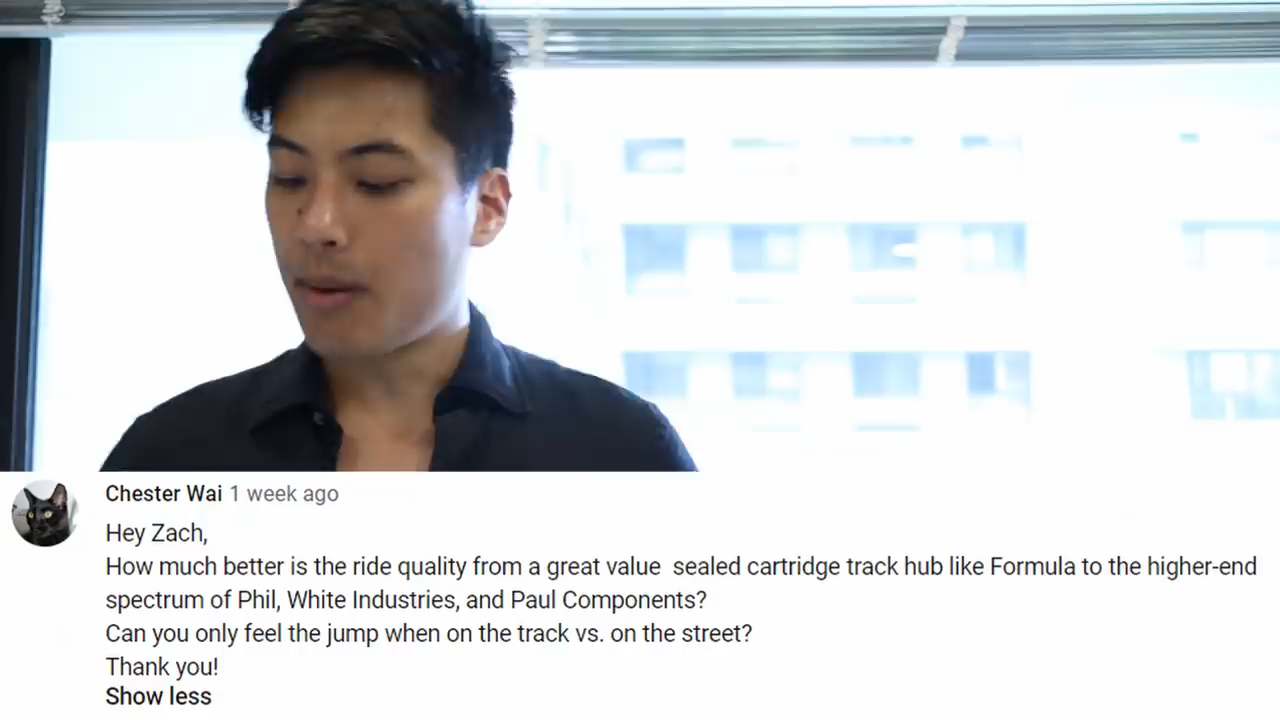 Chester Wai 1 week ago
Hey Zach,
How much better is the ride quality from a great value  sealed cartridge track hub like Formula to the higher-end
spectrum of Phil, White Industries, and Paul Components?
Can you only feel the jump when on the track vs. on the street?
Thank you!
Show less